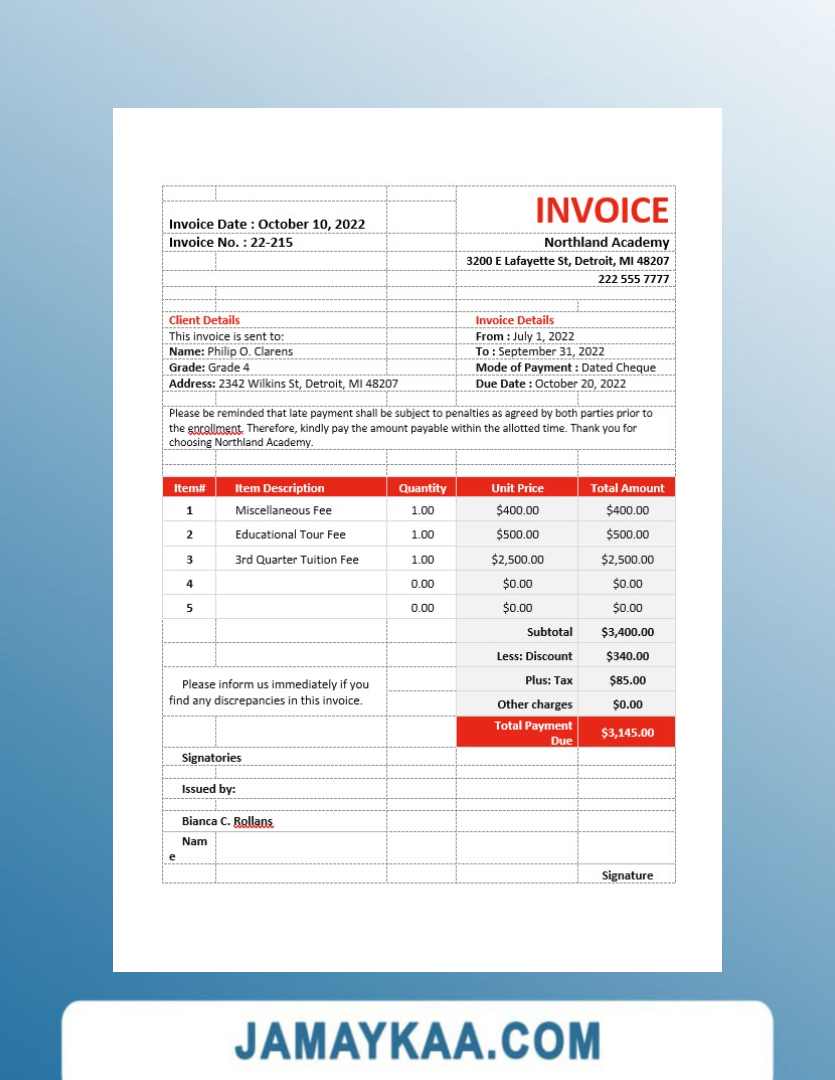 INVOICE
Invoice Date : October 10, 2022
Invoice No. : 22-215
Northland Academy
3200 E Lafayette St, Detroit, MI 48207
222 555 7777
Client Details
This invoice is sent to:
Name: Philip O. Clarens
Grade: Grade 4
Address: 2342 Wilkins St, Detroit, MI 48207
Invoice Details
From : July 1, 2022
To : September 31, 2022
Mode of Payment : Dated Cheque
Due Date : October 20, 2022
Please be reminded that late payment shall be subject to penalties as agreed by both parties prior to
the enrollment. Therefore, kindly pay the amount payable within the allotted time. Thank you for
choosing Northland Academy.
Item# Item Description Quantity Unit Price Total Amount
1 Miscellaneous Fee 1.00 $400.00 $400.00
2 Educational Tour Fee 1.00 $500.00 $500.00
3 3rd Quarter Tuition Fee 1.00 $2,500.00 $2,500.00
4 0.00 $0.00 $0.00
5 0.00 $0.00 $0.00
Subtotal $3,400.00
Less: Discount $340.00
Plus: Tax $85.00
Other charges $0.00
Please inform us immediately if you
find any discrepancies in this invoice.
Total Payment
Due $3,145.00
Signatories
Issued by:
Bianca C. Rollans
Nam
e
Signature
JAMAYKAA.COM